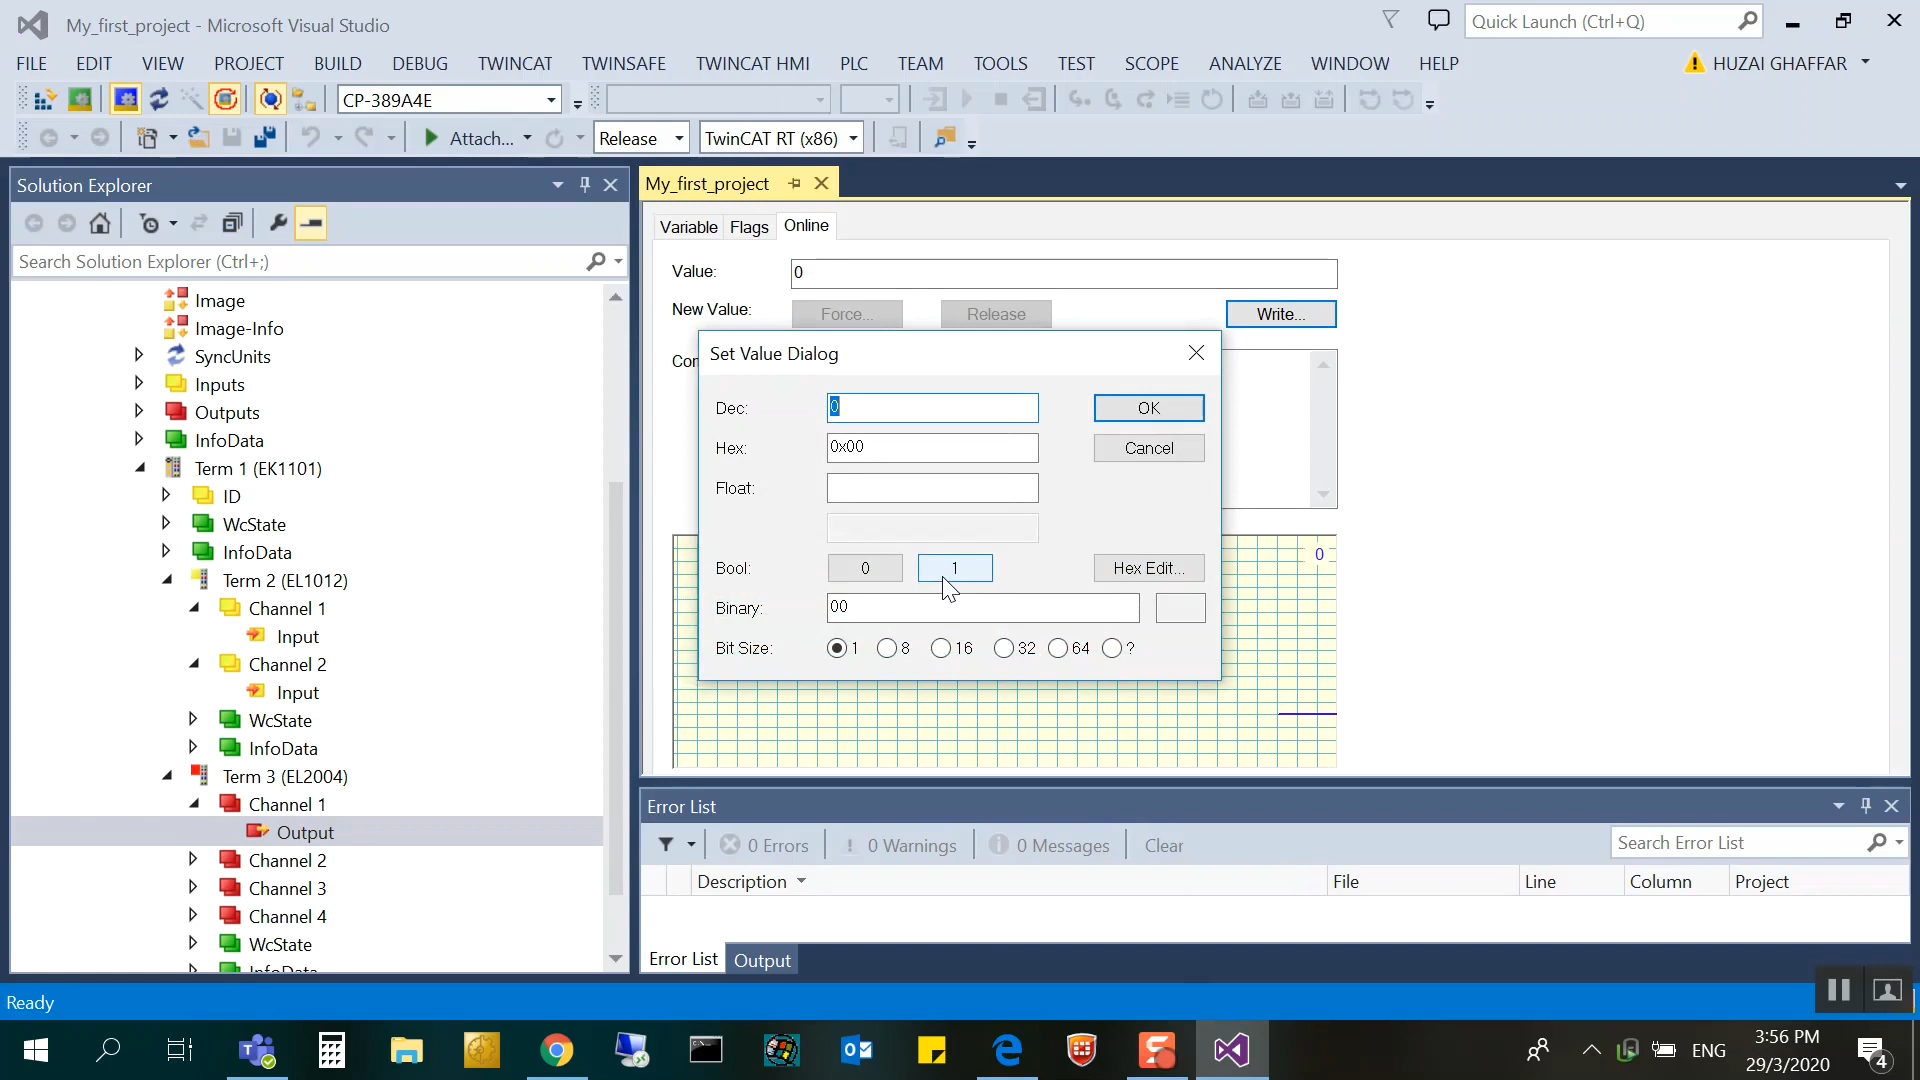 My_first_project - Microsoft Visual Studio
Quick Launch (Ctrl+Q)
FILE EDIT VIEW PROJECT BUILD DEBUG TWINCAT TWINSAFE TWINCAT HMI PLC TEAM TOOLS TEST SCOPE ANALYZE WINDOW HELP
HUZAI GHAFFAR
CP-389A4E
Attach... Release TwinCAT RT (x86)
Solution Explorer
Search Solution Explorer (Ctrl+;)
Image
Image-Info
SyncUnits
Inputs
Outputs
InfoData
Term 1 (EK1101)
ID
WcState
InfoData
Term 2 (EL1012)
Channel 1
Input
Channel 2
Input
WcState
InfoData
Term 3 (EL2004)
Channel 1
Output
Channel 2
Channel 3
Channel 4
WcState
InfoData
My_first_project
Variable Flags Online
Value: 0
New Value: Force... Release Write...
Set Value Dialog
Dec: 0 OK
Hex: 0x00 Cancel
Float:
Bool: 0 1 Hex Edit...
Binary: 00
Bit Size: 1 8 16 32 64 ?
0
Error List
0 Errors 0 Warnings 0 Messages Clear
Search Error List
Description File Line Column Project
Error List Output
Ready
ENG
3:56 PM
29/3/2020
4